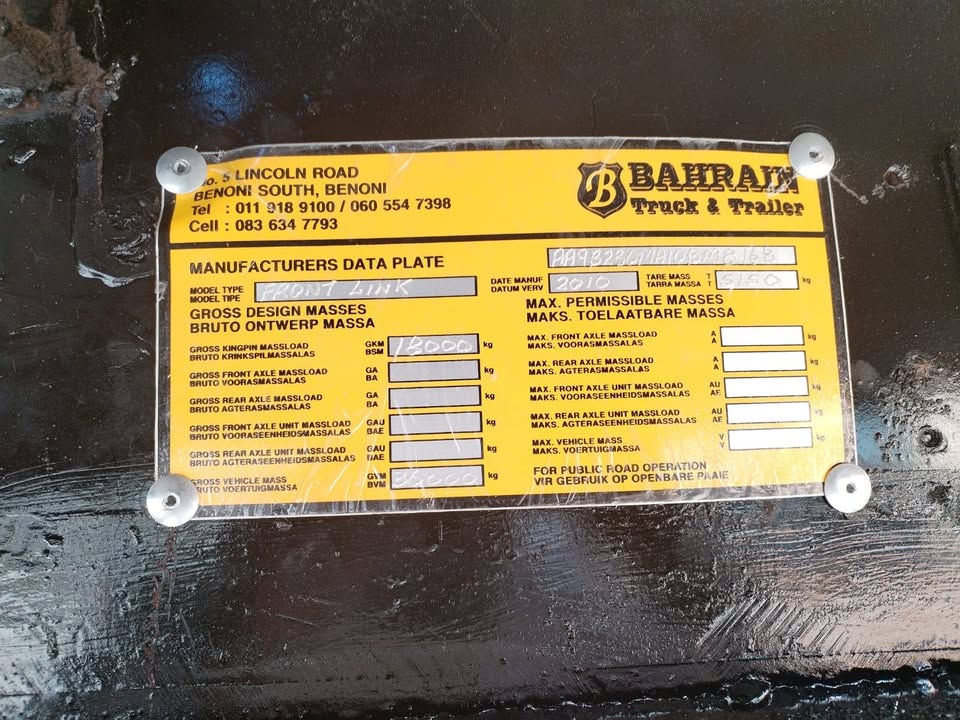 No. 5 LINCOLN ROAD
BENONI SOUTH, BENONI
Tel : 011 918 9100 / 060 554 7398
Cell : 083 634 7793
B BAHRAIN
Truck & Trailer
MANUFACTURERS DATA PLATE
MODEL TYPE
MODEL TIPE
FRONT LINK
DATE MANUF
DATUM VERV
2010
TARE MASS T
TARRA MASSA T
kg
GROSS DESIGN MASSES
BRUTO ONTWERP MASSA
GROSS KINGPIN MASSLOAD GKM
BRUTO KRINKSPILMASSALAS BSM
18000 kg
GROSS FRONT AXLE MASSLOAD GA
BRUTO VOORASMASSALAS BA
kg
GROSS REAR AXLE MASSLOAD GA
BRUTO AGTERASMASSALAS BA
kg
GROSS FRONT AXLE UNIT MASSLOAD GAU
BRUTO VOORASEENHEIDSMASSALAS BAE
kg
GROSS REAR AXLE UNIT MASSLOAD GAU
BRUTO AGTERASEENHEIDSMASSALAS BAE
kg
GROSS VEHICLE MASS GVM
BRUTO VOERTUIGMASSA BVM
kg
MAX. PERMISSIBLE MASSES
MAKS. TOELAATBARE MASSA
MAX. FRONT AXLE MASSLOAD A
MAKS. VOORASMASSALAS A
kg
MAX. REAR AXLE MASSLOAD A
MAKS. AGTERASMASSALAS A
kg
MAX. FRONT AXLE UNIT MASSLOAD AU
MAKS. VOORASEENHEIDSMASSALAS AE
kg
MAX. REAR AXLE UNIT MASSLOAD AU
MAKS. AGTERASEENHEIDSMASSALAS AE
kg
MAX. VEHICLE MASS V
MAKS. VOERTUIGMASSA V
kg
FOR PUBLIC ROAD OPERATION
VIR GEBRUIK OP OPENBARE PAAIE